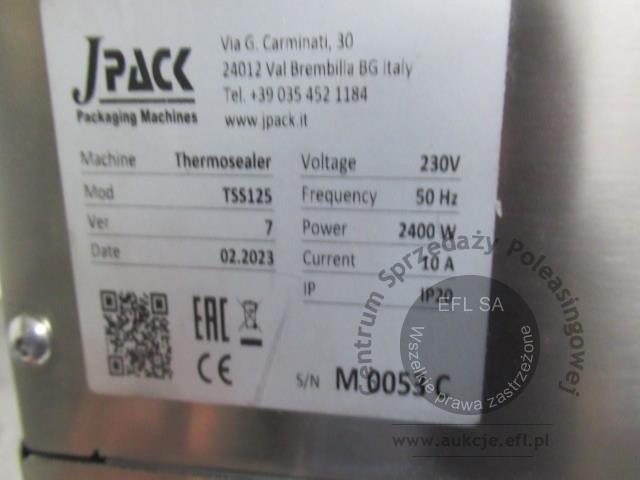 JPACK
Packaging Machines
Via G. Carminati, 30
24012 Val Brembilla BG Italy
Tel. +39 035 452 1184
www.jpack.it
Machine Thermosealer
Mod TSS125
Ver 7
Date 02.2023
Voltage 230V
Frequency 50 Hz
Power 2400 W
Current 10 A
IP IP20
EAC
CE
S/N M 0053 C
Centrum Sprzedaży Poleasingowej
EFL SA
Wszelkie prawa zastrzeżone
www.aukcje.efl.pl